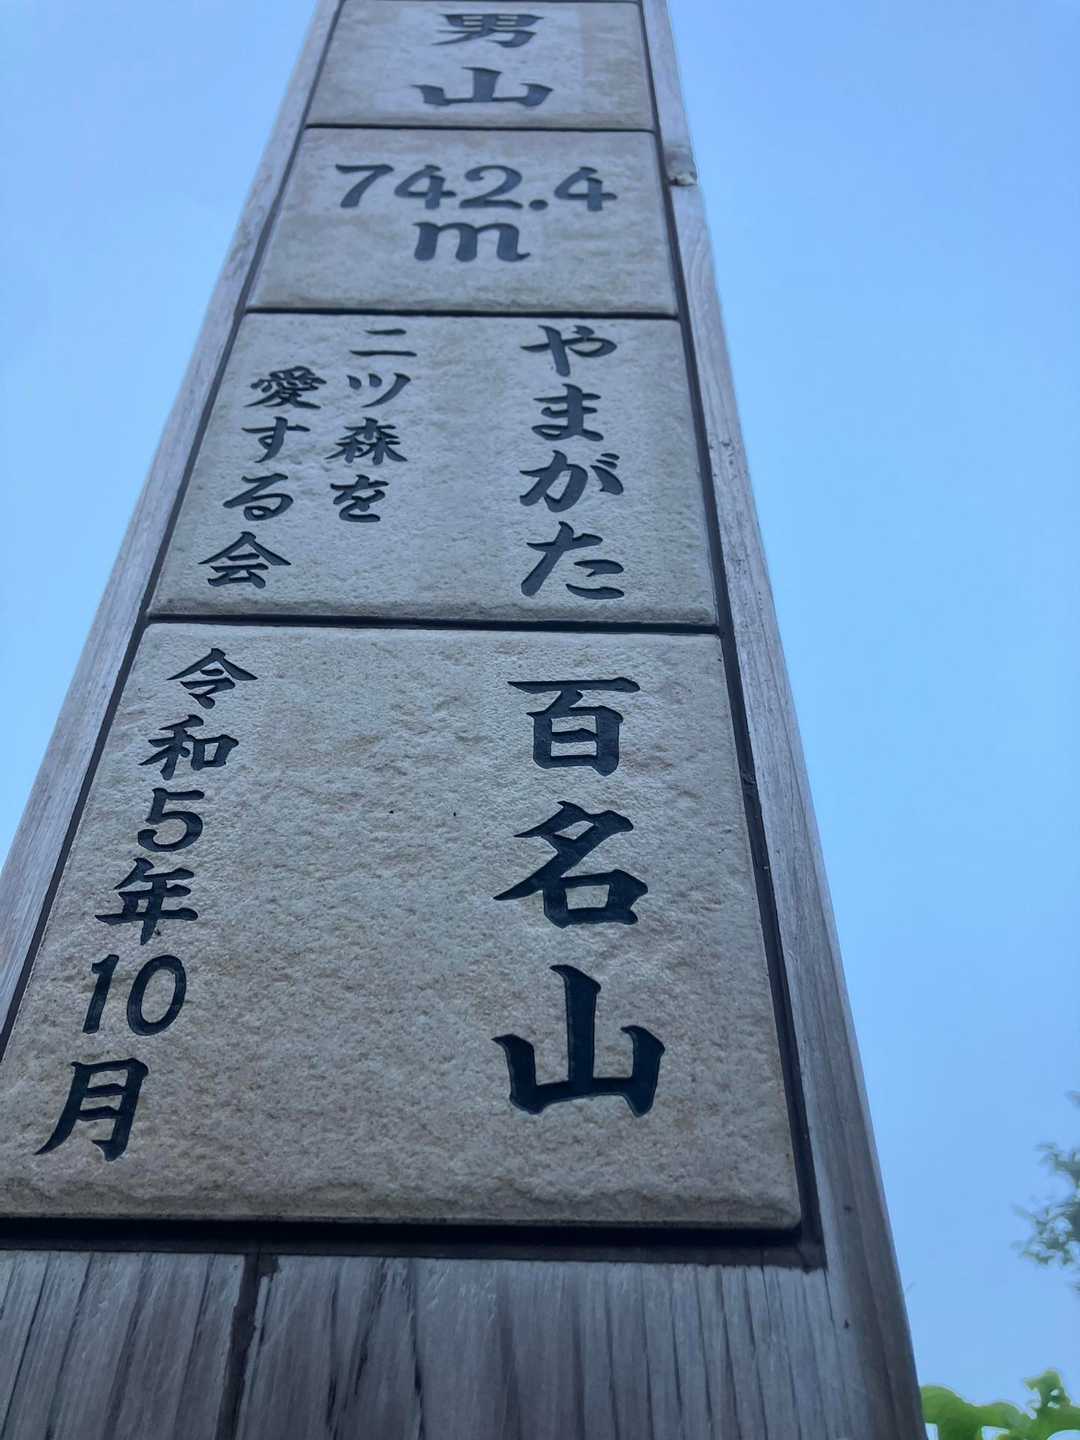 男山
742.4
m
やまがた
二ツ森を
愛する会
百名山
令和5年10月